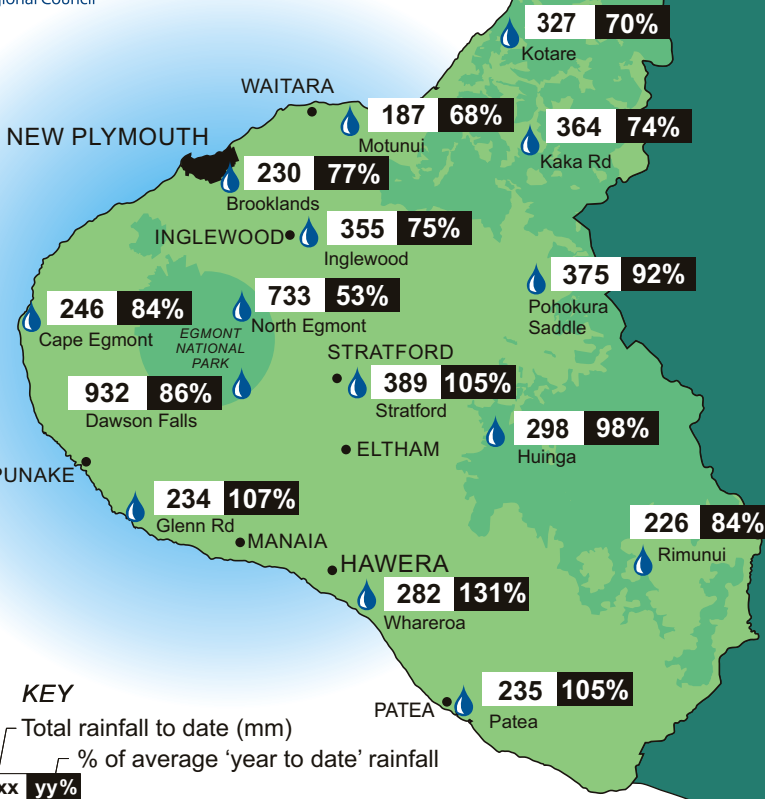 327 70%
Kotare
WAITARA
187 68%
Motunui
NEW PLYMOUTH
364 74%
Kaka Rd
230 77%
Brooklands
INGLEWOOD
355 75%
Inglewood
375 92%
Pohokura
Saddle
246 84%
Cape Egmont
733 53%
North Egmont
EGMONT
NATIONAL
PARK
STRATFORD
932 86%
Dawson Falls
389 105%
Stratford
298 98%
Huinga
ELTHAM
PUNAKE
234 107%
Glenn Rd
MANAIA
226 84%
Rimunui
HAWERA
282 131%
Whareroa
235 105%
PATEA
Patea
KEY
Total rainfall to date (mm)
% of average ‘year to date’ rainfall
xx yy%